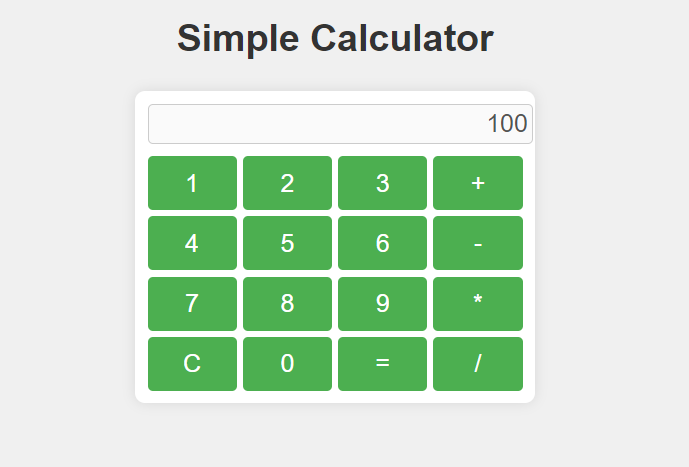 Simple Calculator
100
1 2 3 +
4 5 6 -
7 8 9 *
C 0 = /